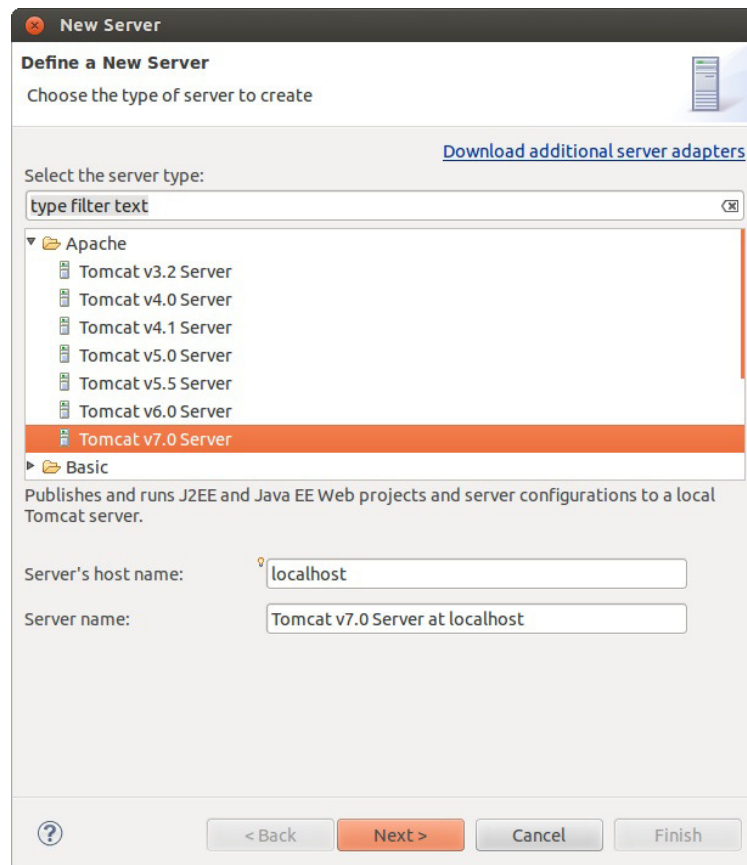 New Server
Define a New Server
Choose the type of server to create
Download additional server adapters
Select the server type:
type filter text
Apache
Tomcat v3.2 Server
Tomcat v4.0 Server
Tomcat v4.1 Server
Tomcat v5.0 Server
Tomcat v5.5 Server
Tomcat v6.0 Server
Tomcat v7.0 Server
Basic
Publishes and runs J2EE and Java EE Web projects and server configurations to a local
Tomcat server.
Server's host name: localhost
Server name: Tomcat v7.0 Server at localhost
? < Back Next > Cancel Finish